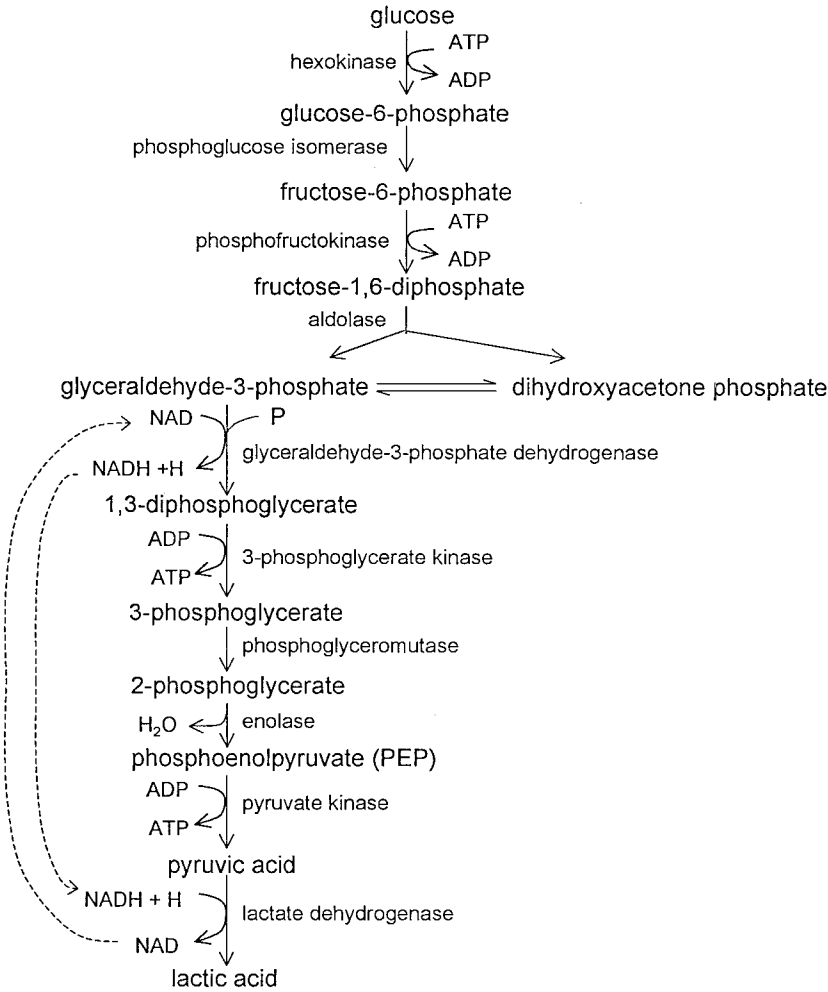 glucose
ATP
hexokinase
ADP
glucose-6-phosphate
phosphoglucose isomerase
fructose-6-phosphate
ATP
phosphofructokinase
ADP
fructose-1,6-diphosphate
aldolase
glyceraldehyde-3-phosphate
dihydroxyacetone phosphate
NAD
P
glyceraldehyde-3-phosphate dehydrogenase
NADH +H
1,3-diphosphoglycerate
ADP
3-phosphoglycerate kinase
ATP
3-phosphoglycerate
phosphoglyceromutase
2-phosphoglycerate
H₂O
enolase
phosphoenolpyruvate (PEP)
ADP
pyruvate kinase
ATP
pyruvic acid
NADH + H
lactate dehydrogenase
NAD
lactic acid